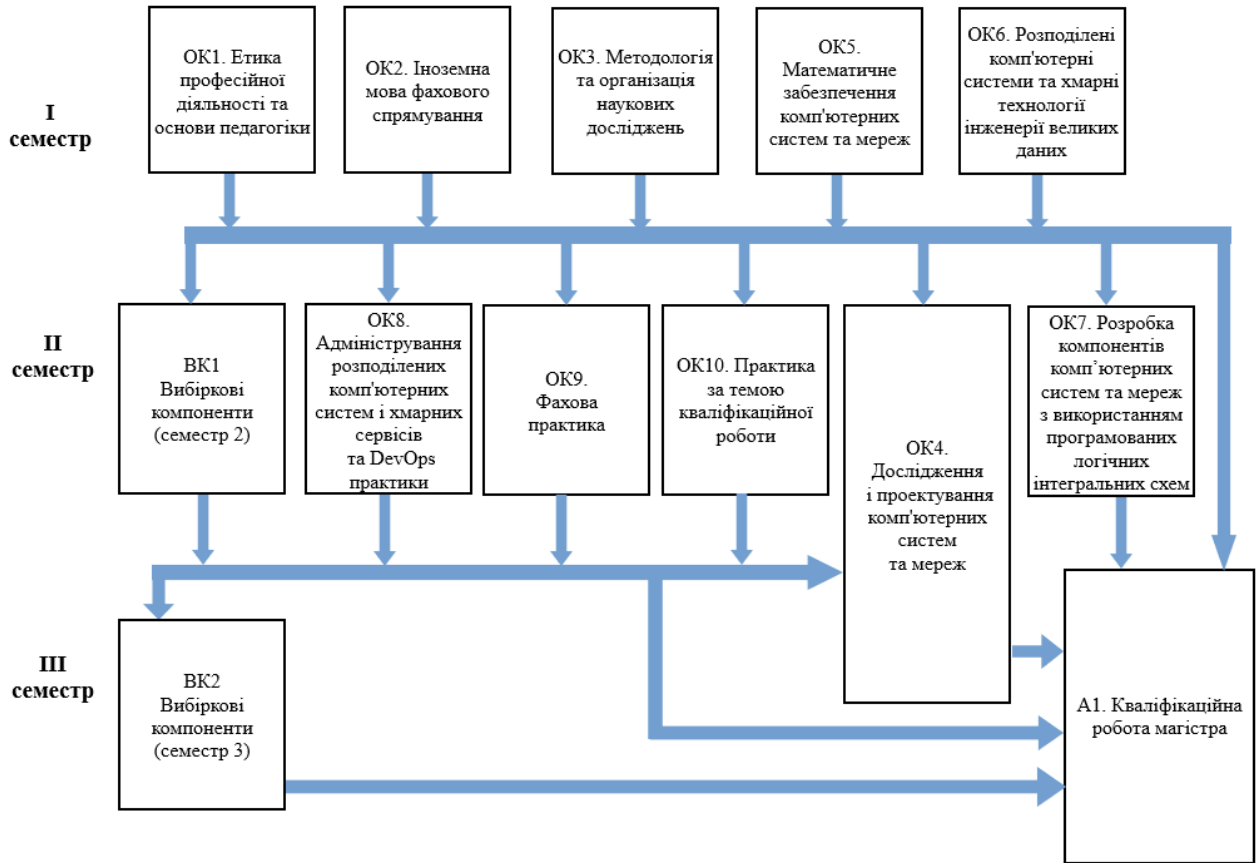 I
семестр
ОК1. Етика
професійної
діяльності та
основи педагогіки
ОК2. Іноземна
мова фахового
спрямування
ОК3. Методологія
та організація
наукових
досліджень
ОК5.
Математичне
забезпечення
комп'ютерних
систем та мереж
ОК6. Розподілені
комп'ютерні
системи та хмарні
технології
інженерії великих
даних
II
семестр
ВК1
Вибіркові
компоненти
(семестр 2)
ОК8.
Адміністрування
розподілених
комп'ютерних
систем і хмарних
сервісів
та DevOps
практики
ОК9.
Фахова
практика
ОК10. Практика
за темою
кваліфікаційної
роботи
ОК4.
Дослідження
і проектування
комп'ютерних
систем
та мереж
ОК7. Розробка
компонентів
комп’ютерних
систем та мереж
з використанням
програмованих
логічних
інтегральних схем
III
семестр
ВК2
Вибіркові
компоненти
(семестр 3)
А1. Кваліфікаційна
робота магістра